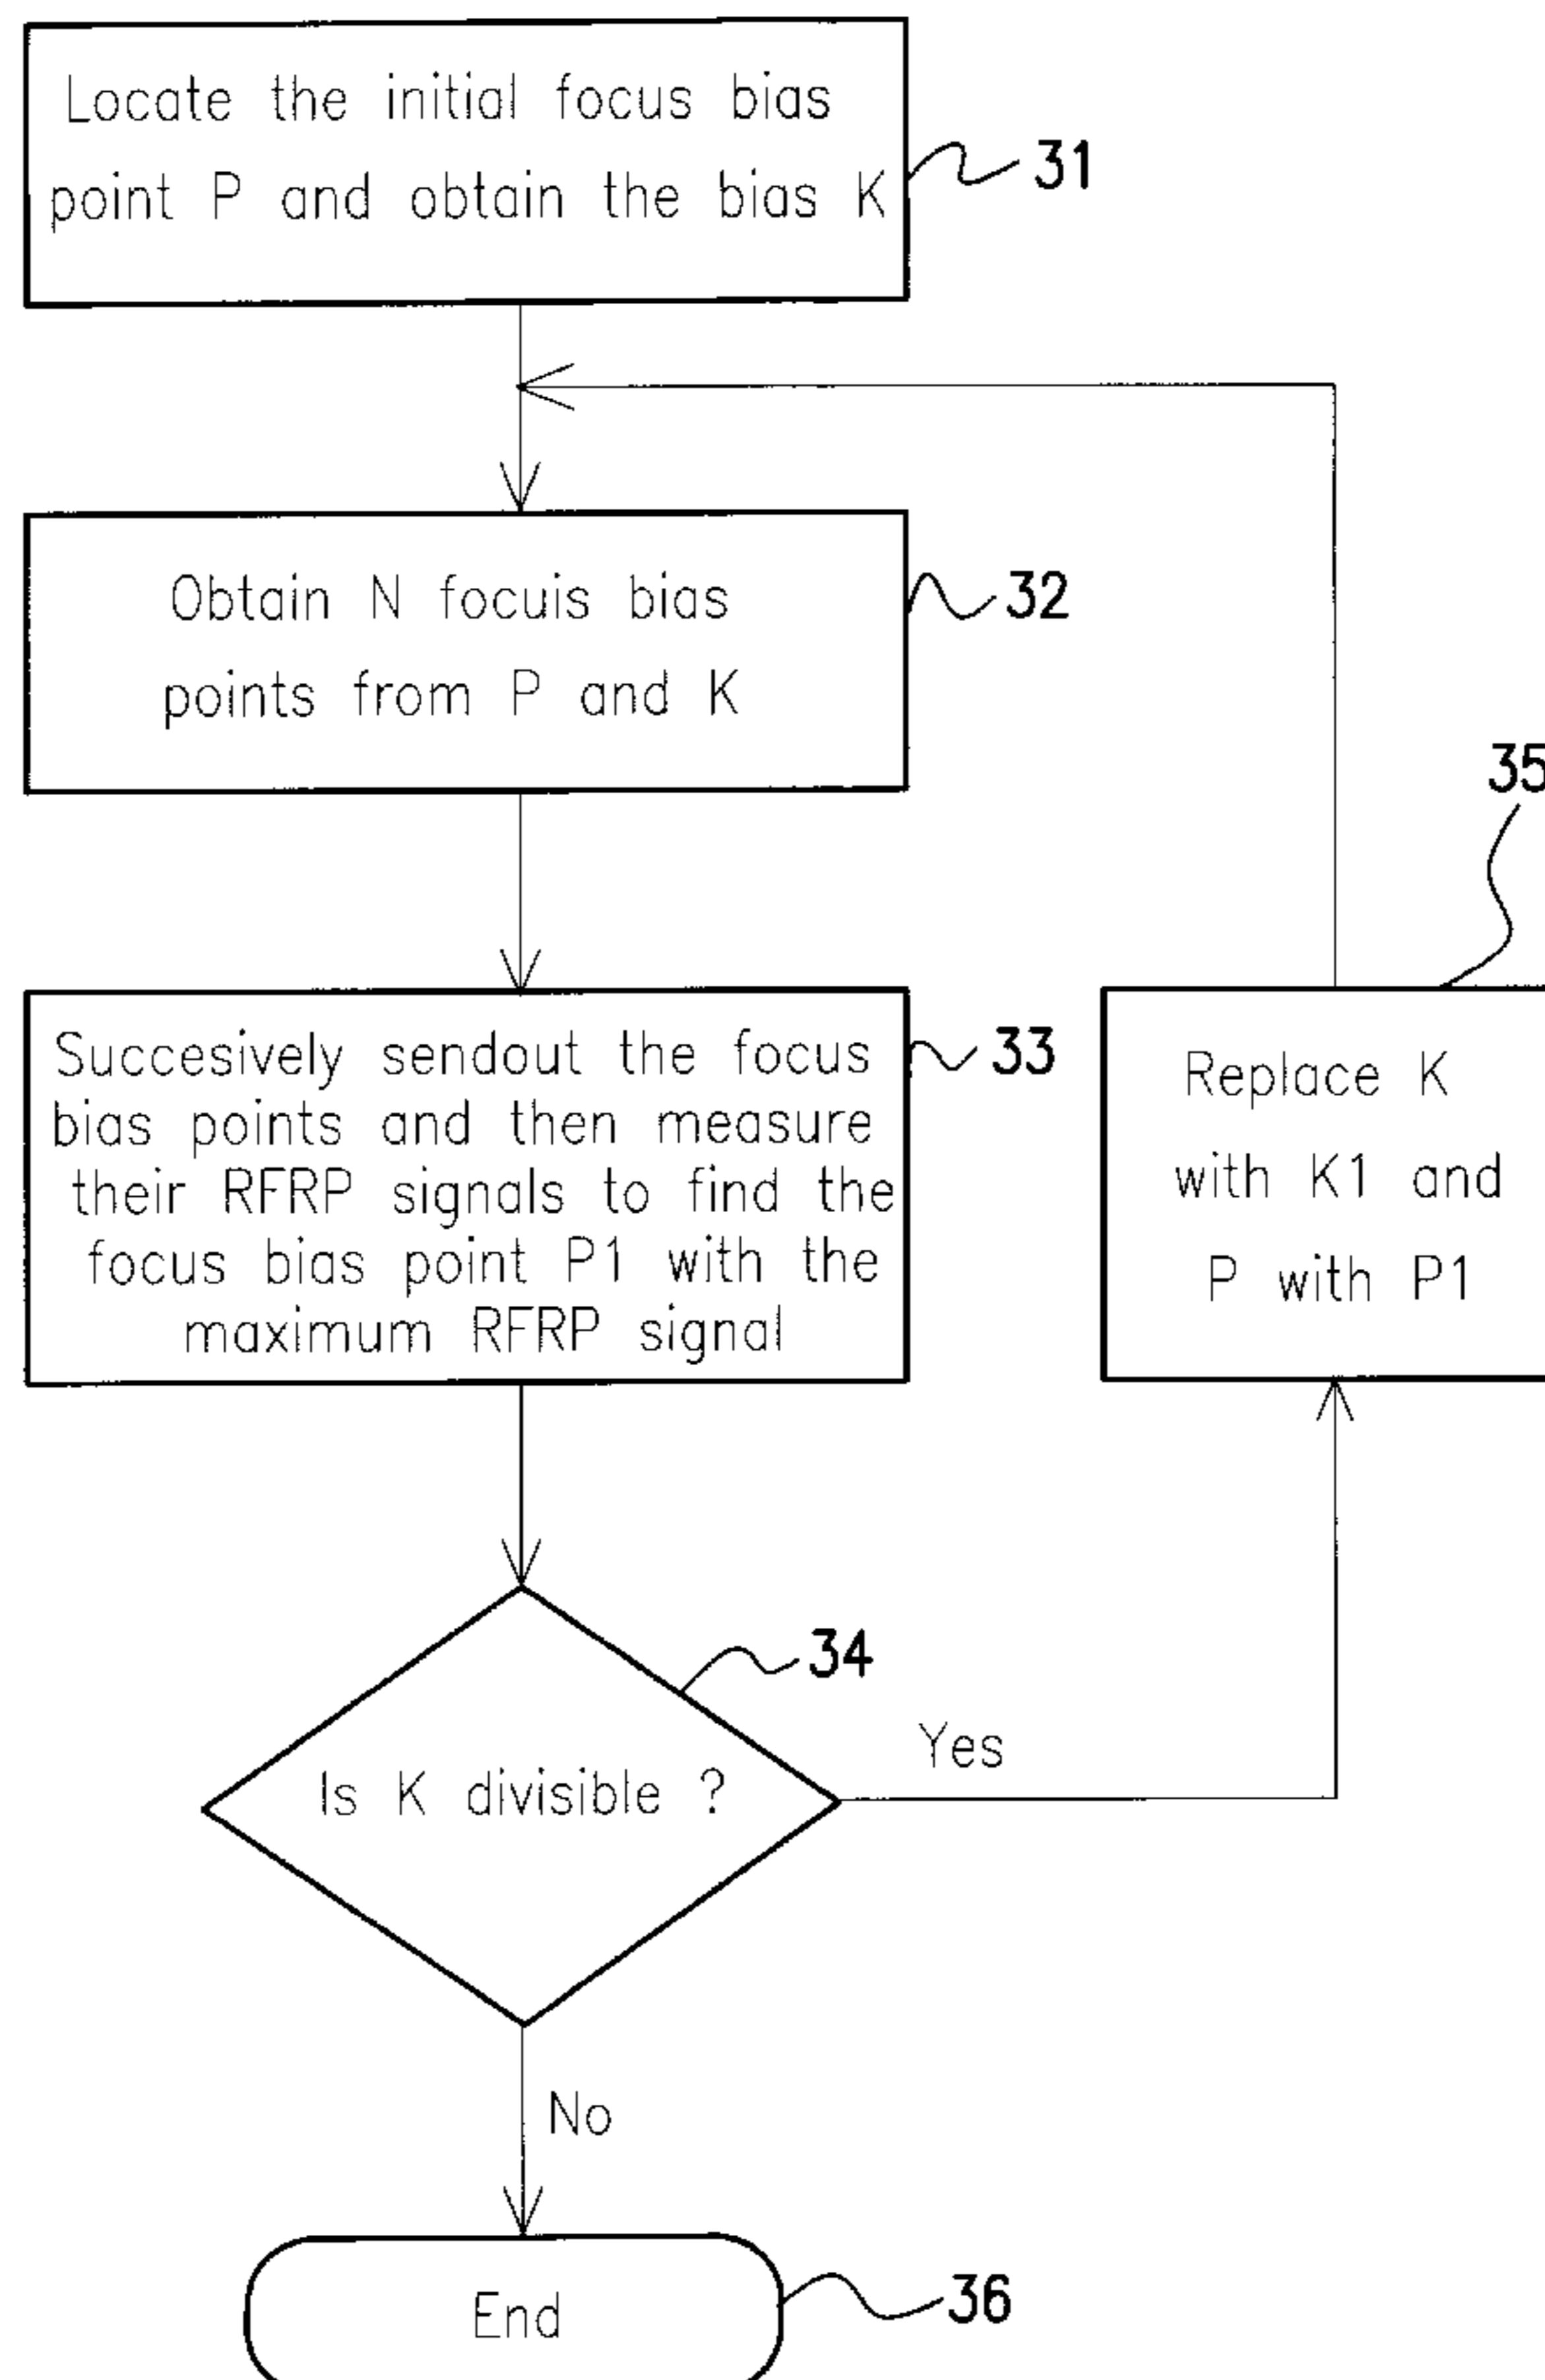 Locate the initial focus bias
point P and obtain the bias K
31
Obtain N focuis bias
points from P and K
32
35
Succesively sendout the focus
bias points and then measure
their RFRP signals to find the
focus bias point P1 with the
maximum RFRP signal
33
Replace K
with K1 and
P with P1
34
Is K divisible ?
Yes
No
End
36